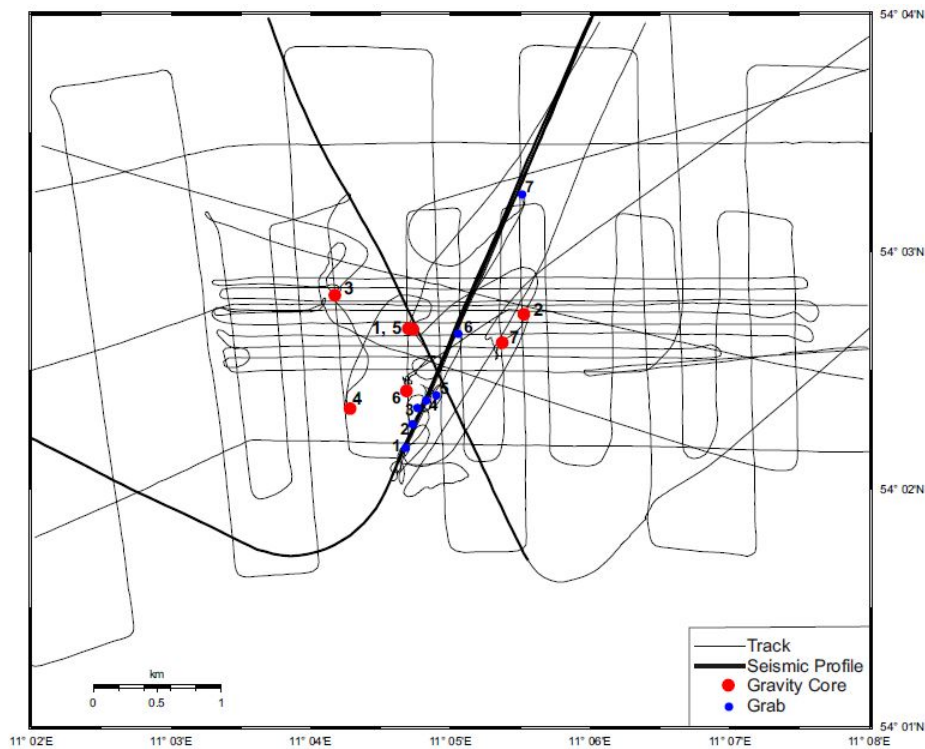 54° 04'N
7
54° 03'N
3
2
1, 5
6
7
5
6
4
4
3
2
1
54° 02'N
km
0 0.5 1
Track
Seismic Profile
Gravity Core
Grab
54° 01'N
11° 02'E 11° 03'E 11° 04'E 11° 05'E 11° 06'E 11° 07'E 11° 08'E